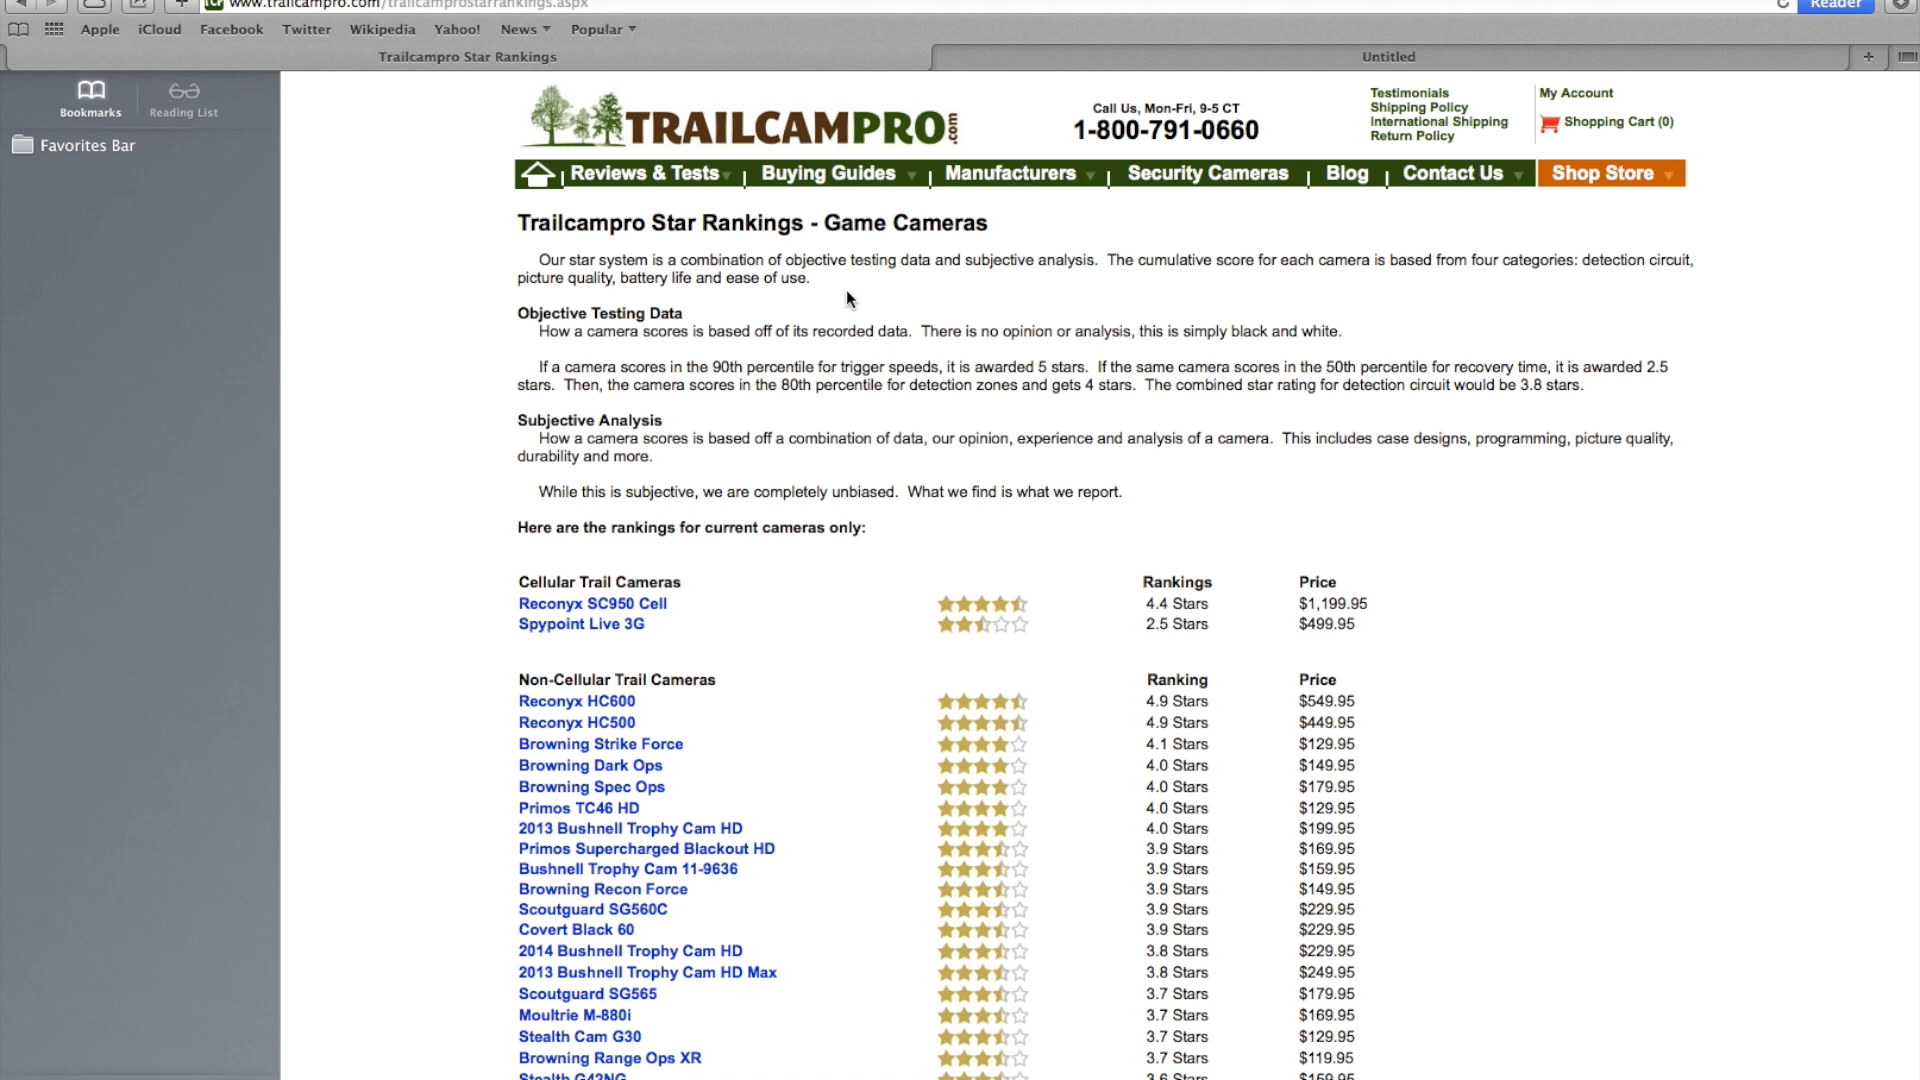 www.trailcampro.com/trailcamprostarrankings.aspx
Reader
Apple iCloud Facebook Twitter Wikipedia Yahoo! News Popular
Trailcampro Star Rankings
Untitled
Bookmarks
Reading List
Favorites Bar
TRAILCAMPRO.com
Call Us, Mon-Fri, 9-5 CT
1-800-791-0660
Testimonials
Shipping Policy
International Shipping
Return Policy
My Account
Shopping Cart (0)
Reviews & Tests Buying Guides Manufacturers Security Cameras Blog Contact Us Shop Store
Trailcampro Star Rankings - Game Cameras
Our star system is a combination of objective testing data and subjective analysis. The cumulative score for each camera is based from four categories: detection circuit,
picture quality, battery life and ease of use.
Objective Testing Data
How a camera scores is based off of its recorded data. There is no opinion or analysis, this is simply black and white.
If a camera scores in the 90th percentile for trigger speeds, it is awarded 5 stars. If the same camera scores in the 50th percentile for recovery time, it is awarded 2.5
stars. Then, the camera scores in the 80th percentile for detection zones and gets 4 stars. The combined star rating for detection circuit would be 3.8 stars.
Subjective Analysis
How a camera scores is based off a combination of data, our opinion, experience and analysis of a camera. This includes case designs, programming, picture quality,
durability and more.
While this is subjective, we are completely unbiased. What we find is what we report.
Here are the rankings for current cameras only:
Cellular Trail Cameras Rankings Price
Reconyx SC950 Cell 4.4 Stars $1,199.95
Spypoint Live 3G 2.5 Stars $499.95
Non-Cellular Trail Cameras Ranking Price
Reconyx HC600 4.9 Stars $549.95
Reconyx HC500 4.9 Stars $449.95
Browning Strike Force 4.1 Stars $129.95
Browning Dark Ops 4.0 Stars $149.95
Browning Spec Ops 4.0 Stars $179.95
Primos TC46 HD 4.0 Stars $129.95
2013 Bushnell Trophy Cam HD 4.0 Stars $199.95
Primos Supercharged Blackout HD 3.9 Stars $169.95
Bushnell Trophy Cam 11-9636 3.9 Stars $159.95
Browning Recon Force 3.9 Stars $149.95
Scoutguard SG560C 3.9 Stars $229.95
Covert Black 60 3.9 Stars $229.95
2014 Bushnell Trophy Cam HD 3.8 Stars $229.95
2013 Bushnell Trophy Cam HD Max 3.8 Stars $249.95
Scoutguard SG565 3.7 Stars $179.95
Moultrie M-880i 3.7 Stars $169.95
Stealth Cam G30 3.7 Stars $129.95
Browning Range Ops XR 3.7 Stars $119.95
Stealth G42NG 3.6 Stars $159.95